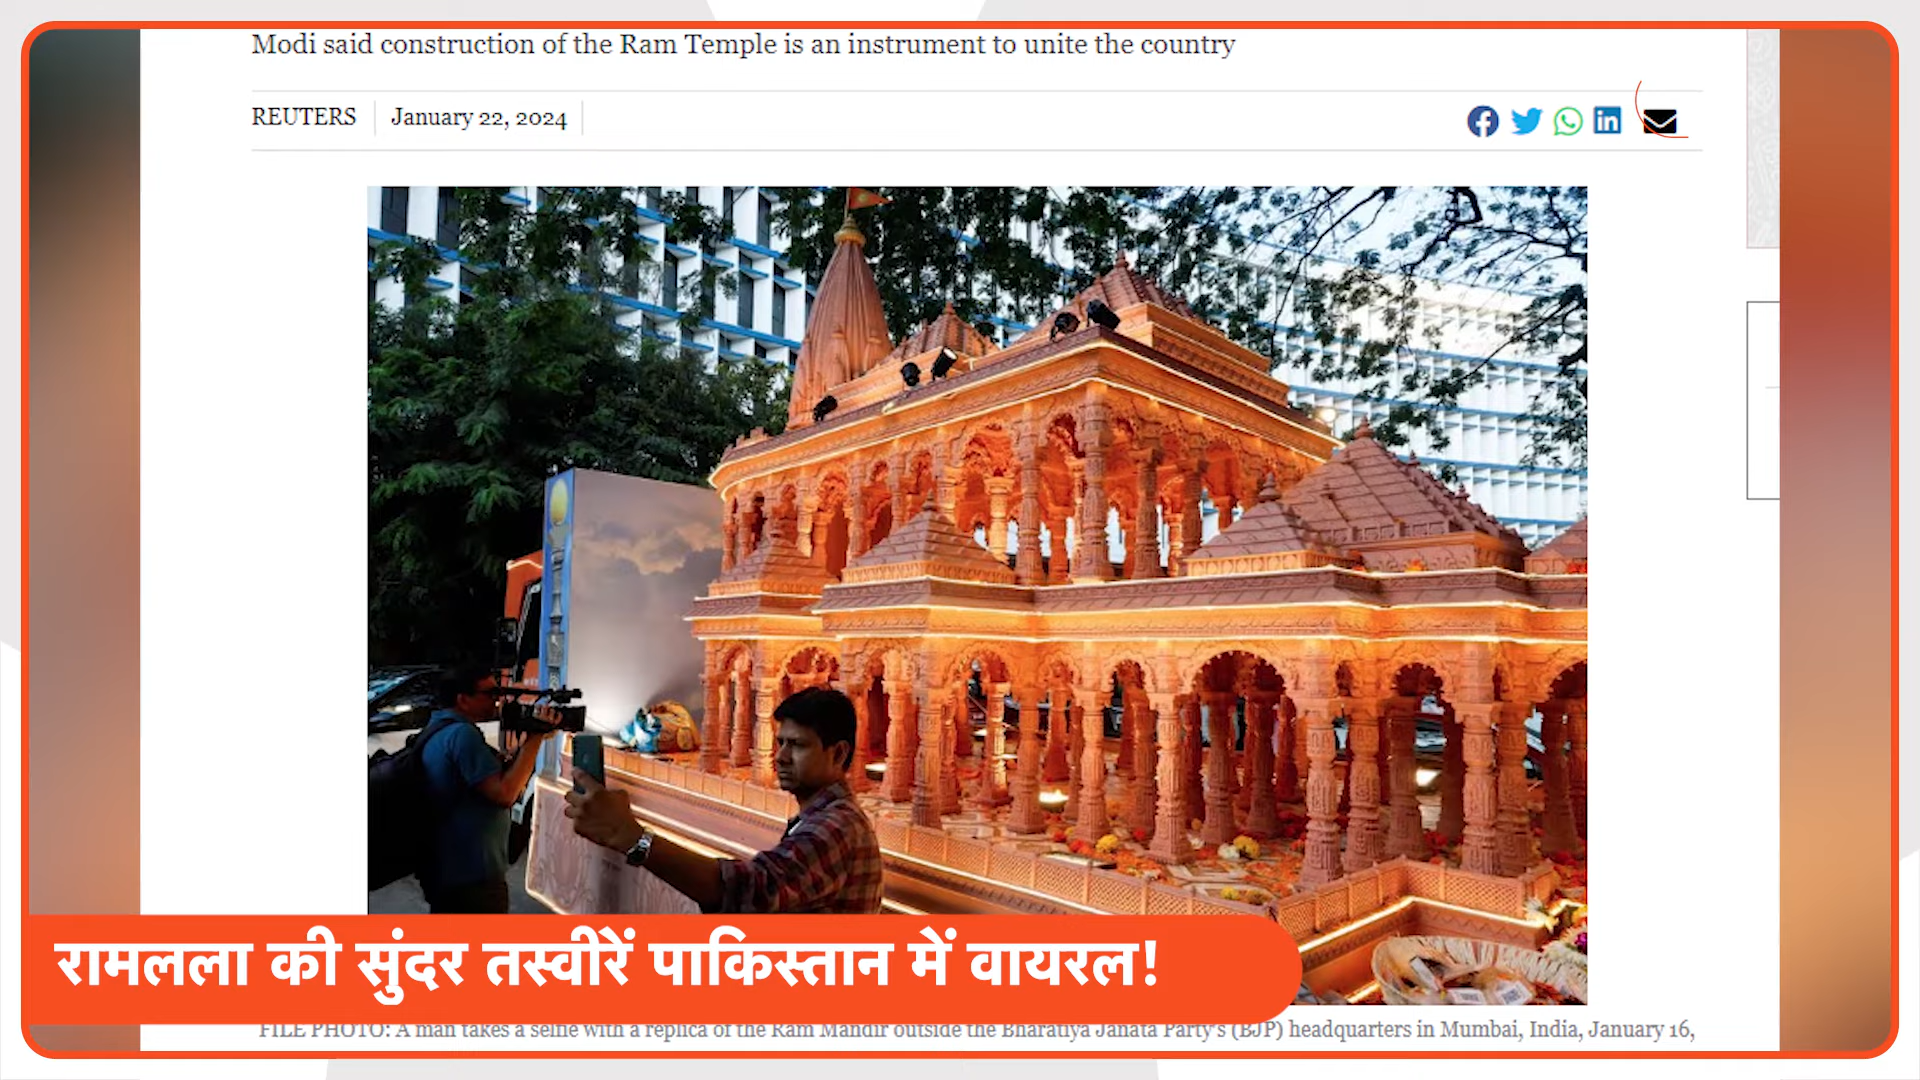 Modi said construction of the Ram Temple is an instrument to unite the country
REUTERS
January 22, 2024
रामलला की सुंदर तस्वीरें पाकिस्तान में वायरल!
FILE PHOTO: A man takes a selfie with a replica of the Ram Mandir outside the Bharatiya Janata Party's (BJP) headquarters in Mumbai, India, January 16,